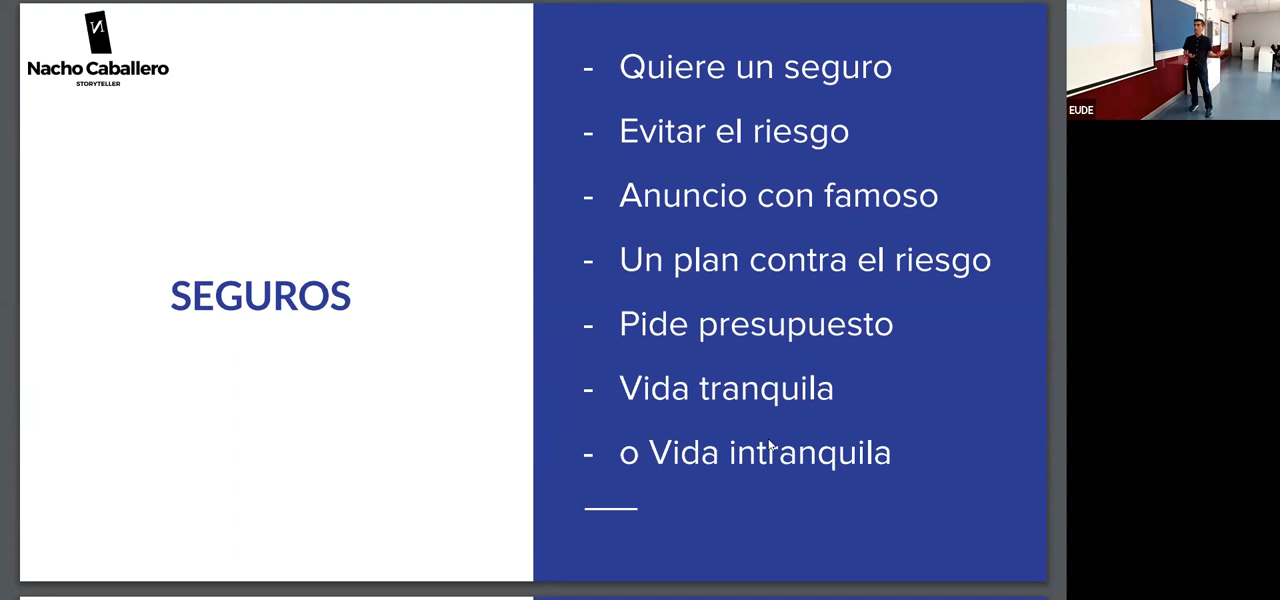 Nacho Caballero
STORYTELLER
SEGUROS
- Quiere un seguro
- Evitar el riesgo
- Anuncio con famoso
- Un plan contra el riesgo
- Pide presupuesto
- Vida tranquila
- o Vida intranquila
EUDE